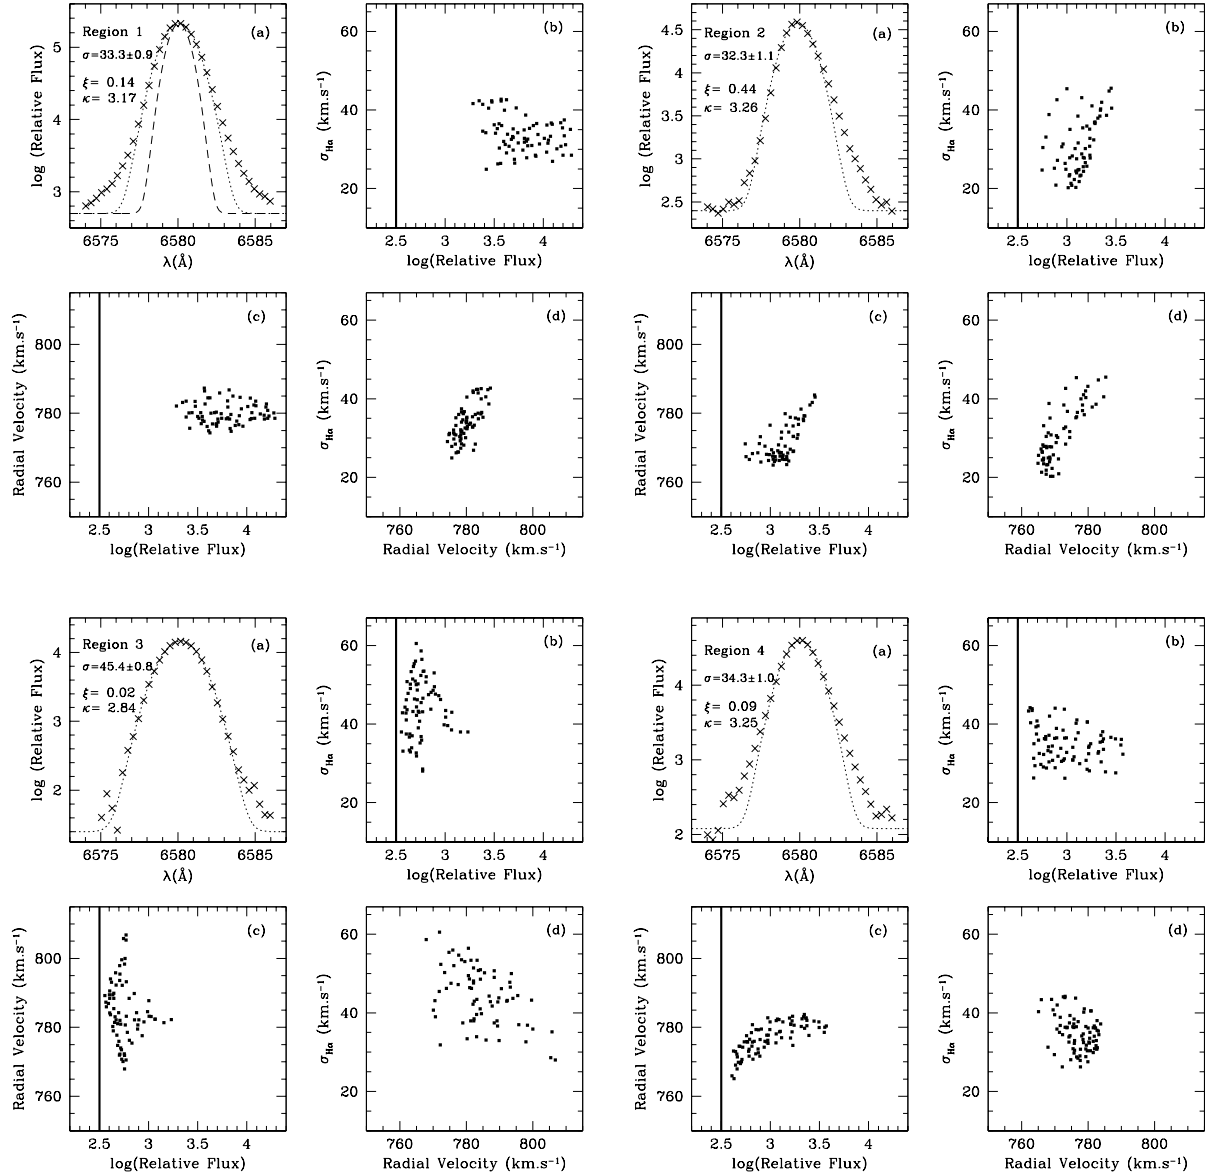 Region 1 (a)
σ=33.3±0.9
ξ= 0.14
κ= 3.17
log (Relative Flux)
5
4
3
6575 6580 6585
λ(Å)
(b)
σHα (km.s⁻¹)
60
40
20
2.5 3 3.5 4
log(Relative Flux)
Region 2 (a)
σ=32.3±1.1
ξ= 0.44
κ= 3.26
log (Relative Flux)
4.5
4
3.5
3
2.5
6575 6580 6585
λ(Å)
(b)
σHα (km.s⁻¹)
60
40
20
2.5 3 3.5 4
log(Relative Flux)
(c)
Radial Velocity (km.s⁻¹)
800
780
760
2.5 3 3.5 4
log(Relative Flux)
(d)
σHα (km.s⁻¹)
60
40
20
760 780 800
Radial Velocity (km.s⁻¹)
(c)
Radial Velocity (km.s⁻¹)
800
780
760
2.5 3 3.5 4
log(Relative Flux)
(d)
σHα (km.s⁻¹)
60
40
20
760 780 800
Radial Velocity (km.s⁻¹)
Region 3 (a)
σ=45.4±0.8
ξ= 0.02
κ= 2.84
log (Relative Flux)
4
3
2
6575 6580 6585
λ(Å)
(b)
σHα (km.s⁻¹)
60
40
20
2.5 3 3.5 4
log(Relative Flux)
Region 4 (a)
σ=34.3±1.0
ξ= 0.09
κ= 3.25
log (Relative Flux)
4
3
2
6575 6580 6585
λ(Å)
(b)
σHα (km.s⁻¹)
60
40
20
2.5 3 3.5 4
log(Relative Flux)
(c)
Radial Velocity (km.s⁻¹)
800
780
760
2.5 3 3.5 4
log(Relative Flux)
(d)
σHα (km.s⁻¹)
60
40
20
760 780 800
Radial Velocity (km.s⁻¹)
(c)
Radial Velocity (km.s⁻¹)
800
780
760
2.5 3 3.5 4
log(Relative Flux)
(d)
σHα (km.s⁻¹)
60
40
20
760 780 800
Radial Velocity (km.s⁻¹)